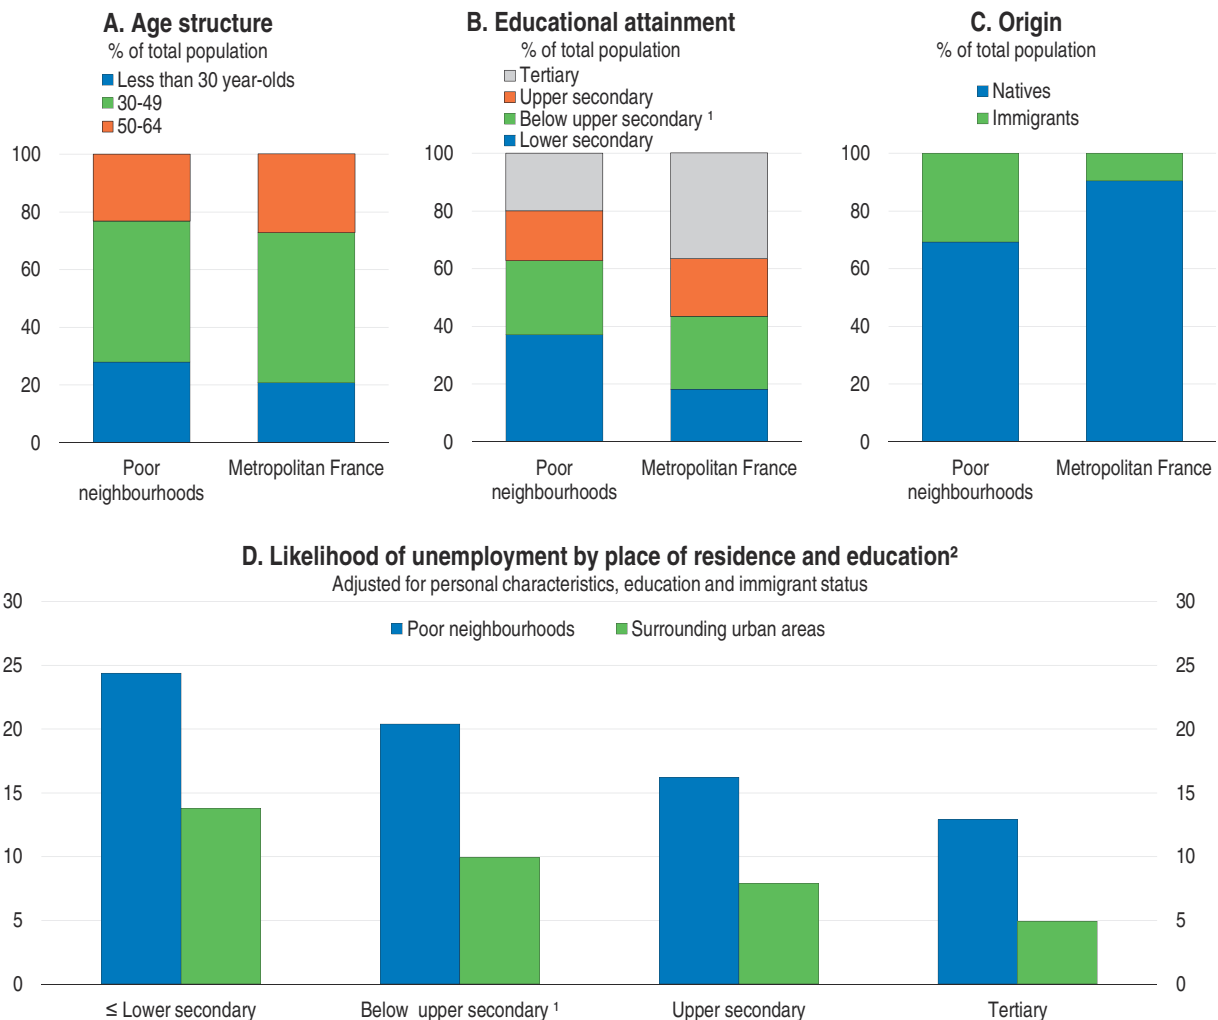 A. Age structure
% of total population
Less than 30 year-olds
30-49
50-64
100
80
60
40
20
0
Poor
neighbourhoods
Metropolitan France
B. Educational attainment
% of total population
Tertiary
Upper secondary
Below upper secondary ¹
Lower secondary
100
80
60
40
20
0
Poor
neighbourhoods
Metropolitan France
C. Origin
% of total population
Natives
Immigrants
100
80
60
40
20
0
Poor
neighbourhoods
Metropolitan France
D. Likelihood of unemployment by place of residence and education²
Adjusted for personal characteristics, education and immigrant status
Poor neighbourhoods
Surrounding urban areas
30
25
20
15
10
5
0
30
25
20
15
10
5
0
≤ Lower secondary
Below upper secondary ¹
Upper secondary
Tertiary